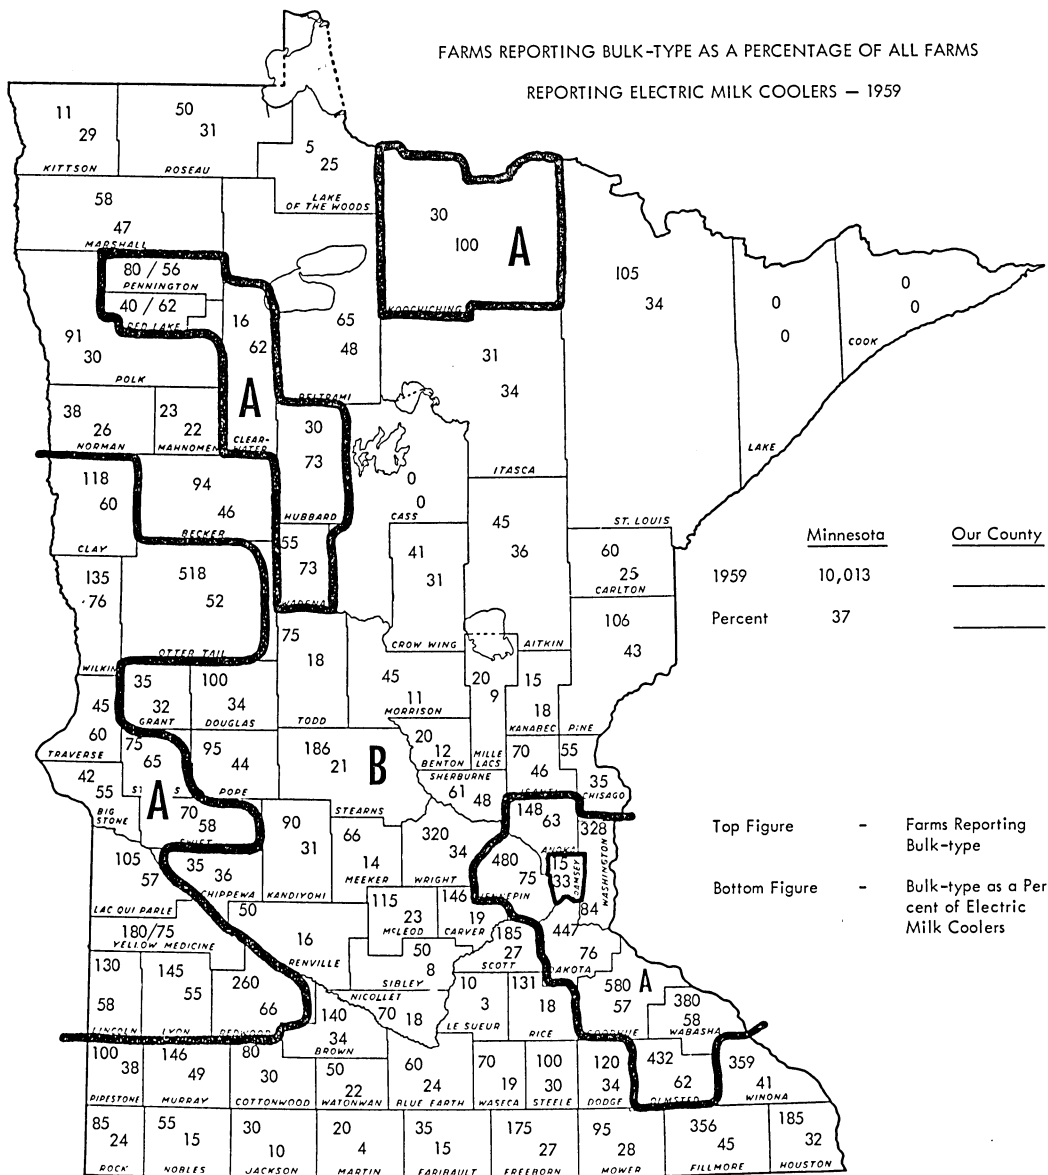 FARMS REPORTING BULK-TYPE AS A PERCENTAGE OF ALL FARMS
REPORTING ELECTRIC MILK COOLERS — 1959
11
29
KITTSON
50
31
ROSEAU
5
25
LAKE
OF THE WOODS
58
47
MARSHALL
30
100
A
KOOCHICHING
80 / 56
PENNINGTON
40 / 62
RED LAKE
91
30
POLK
16
62
A
CLEAR-
WATER
65
48
BELTRAMI
31
34
ITASCA
105
34
ST. LOUIS
0
0
LAKE
0
0
COOK
38
26
NORMAN
23
22
MAHNOMEN
30
73
HUBBARD
0
0
CASS
118
60
CLAY
94
46
BECKER
55
73
WADENA
41
31
CROW WING
45
36
AITKIN
60
25
CARLTON
135
76
WILKIN
518
52
OTTER TAIL
75
18
TODD
45
11
MORRISON
20
9
MILLE
LACS
15
18
KANABEC
106
43
PINE
45
60
TRAVERSE
35
32
GRANT
100
34
DOUGLAS
42
55
BIG
STONE
75
65
A
95
44
POPE
186
21
B
STEARNS
20
12
BENTON
SHERBURNE
61
48
70
46
55
35
CHISAGO
70
58
SWIFT
90
31
KANDIYOHI
66
14
MEEKER
320
34
WRIGHT
148
63
ANOKA
480
75
HENNEPIN
15
33
RAMSEY
328
84
WASHINGTON
105
57
LAC QUI PARLE
35
36
CHIPPEWA
180/75
YELLOW MEDICINE
50
16
RENVILLE
115
23
McLEOD
146
19
CARVER
185
27
SCOTT
447
76
DAKOTA
50
8
SIBLEY
130
58
LINCOLN
145
55
LYON
260
66
REDWOOD
NICOLLET
70
18
140
34
BROWN
10
3
LE SUEUR
131
18
RICE
580
57
GOODHUE
A
380
58
WABASHA
100
38
PIPESTONE
146
49
MURRAY
80
30
COTTONWOOD
50
22
WATONWAN
60
24
BLUE EARTH
70
19
WASECA
100
30
STEELE
120
34
DODGE
432
62
OLMSTED
359
41
WINONA
85
24
ROCK
55
15
NOBLES
30
10
JACKSON
20
4
MARTIN
35
15
FARIBAULT
175
27
FREEBORN
95
28
MOWER
356
45
FILLMORE
185
32
HOUSTON
Minnesota Our County
1959 10,013
Percent 37
Top Figure - Farms Reporting
Bulk-type
Bottom Figure - Bulk-type as a Per
cent of Electric
Milk Coolers